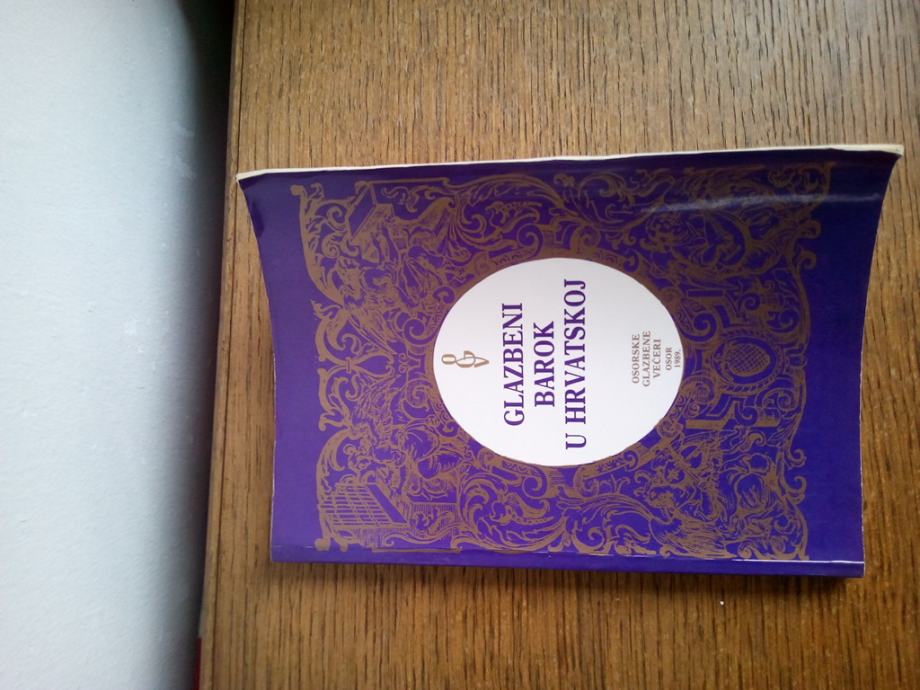 GLAZBENI
BAROK
U HRVATSKOJ
OSORSKE
GLAZBENE
VEČERI
OSOR
1989.